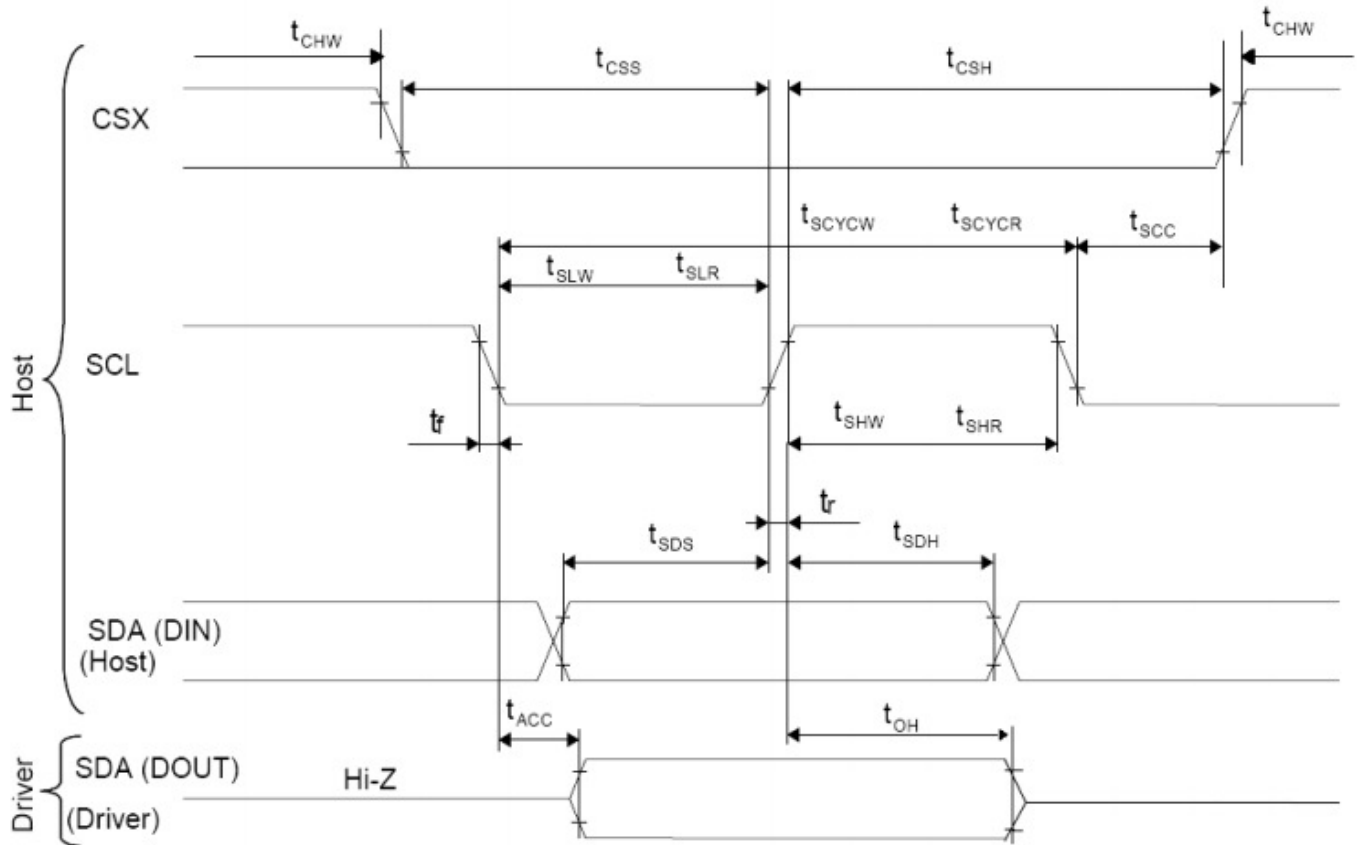 tCHW
tCHW
tCSS
tCSH
CSX
tSCYCW
tSCYCR
tSCC
tSLW
tSLR
Host
SCL
tf
tSHW
tSHR
tr
tSDS
tSDH
SDA (DIN)
(Host)
tACC
tOH
Driver
SDA (DOUT)
Hi-Z
(Driver)